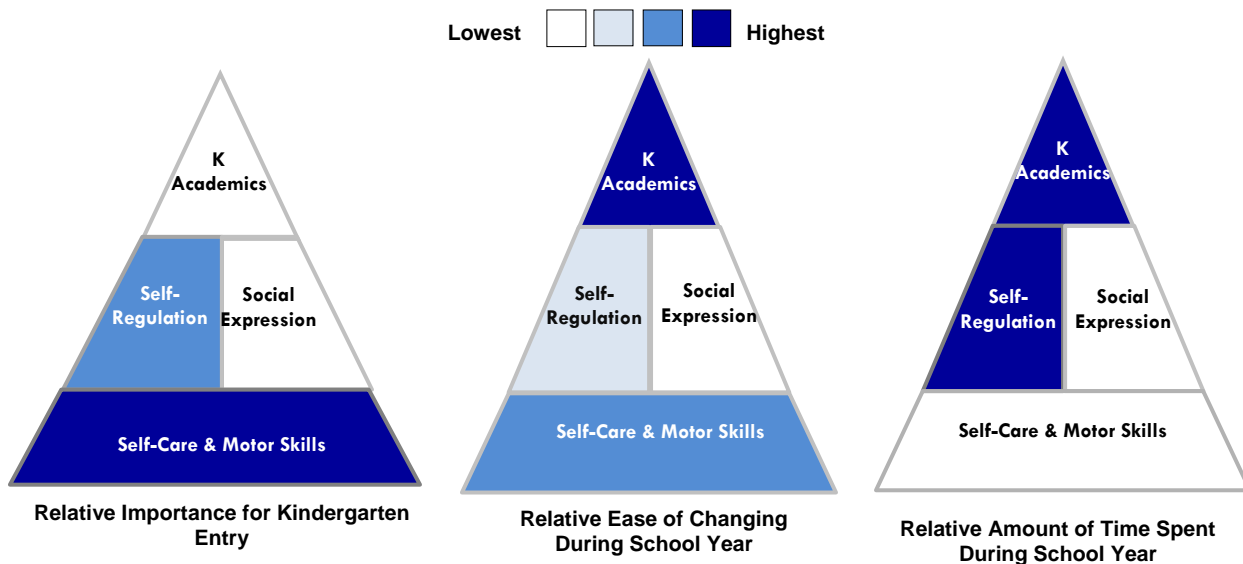 Lowest Highest
K
Academics
Self-
Regulation
Social
Expression
Self-Care & Motor Skills
Relative Importance for Kindergarten
Entry
K
Academics
Self-
Regulation
Social
Expression
Self-Care & Motor Skills
Relative Ease of Changing
During School Year
K
Academics
Self-
Regulation
Social
Expression
Self-Care & Motor Skills
Relative Amount of Time Spent
During School Year